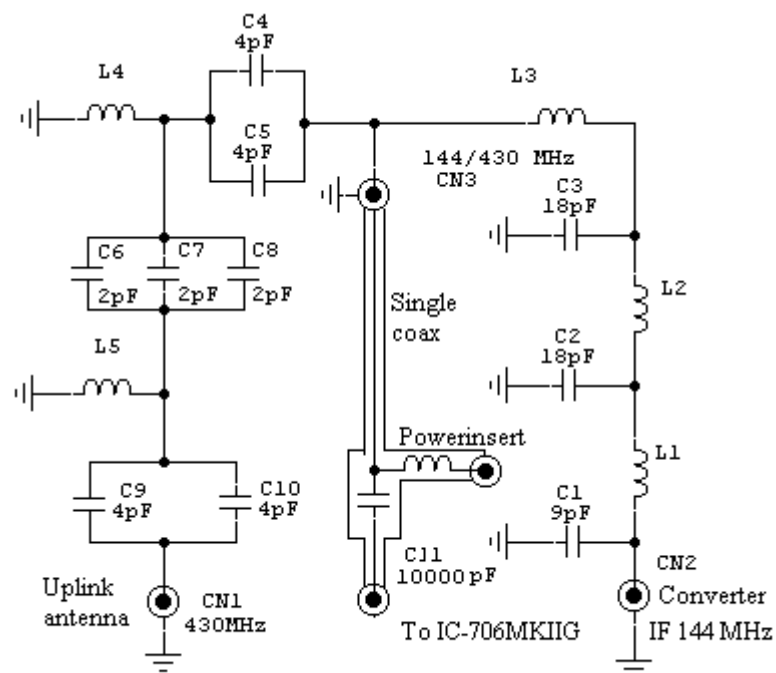 C4
4pF
L4
L3
C5
4pF
144/430 MHz
CN3
C3
18pF
C6
C7
C8
2pF
2pF
2pF
L2
Single
coax
C2
18pF
L5
Powerinsert
L1
C9
4pF
C10
4pF
C1
9pF
C11
10000pF
CN2
Uplink
antenna
CN1
430MHz
Converter
To IC-706MKIIG
IF 144 MHz